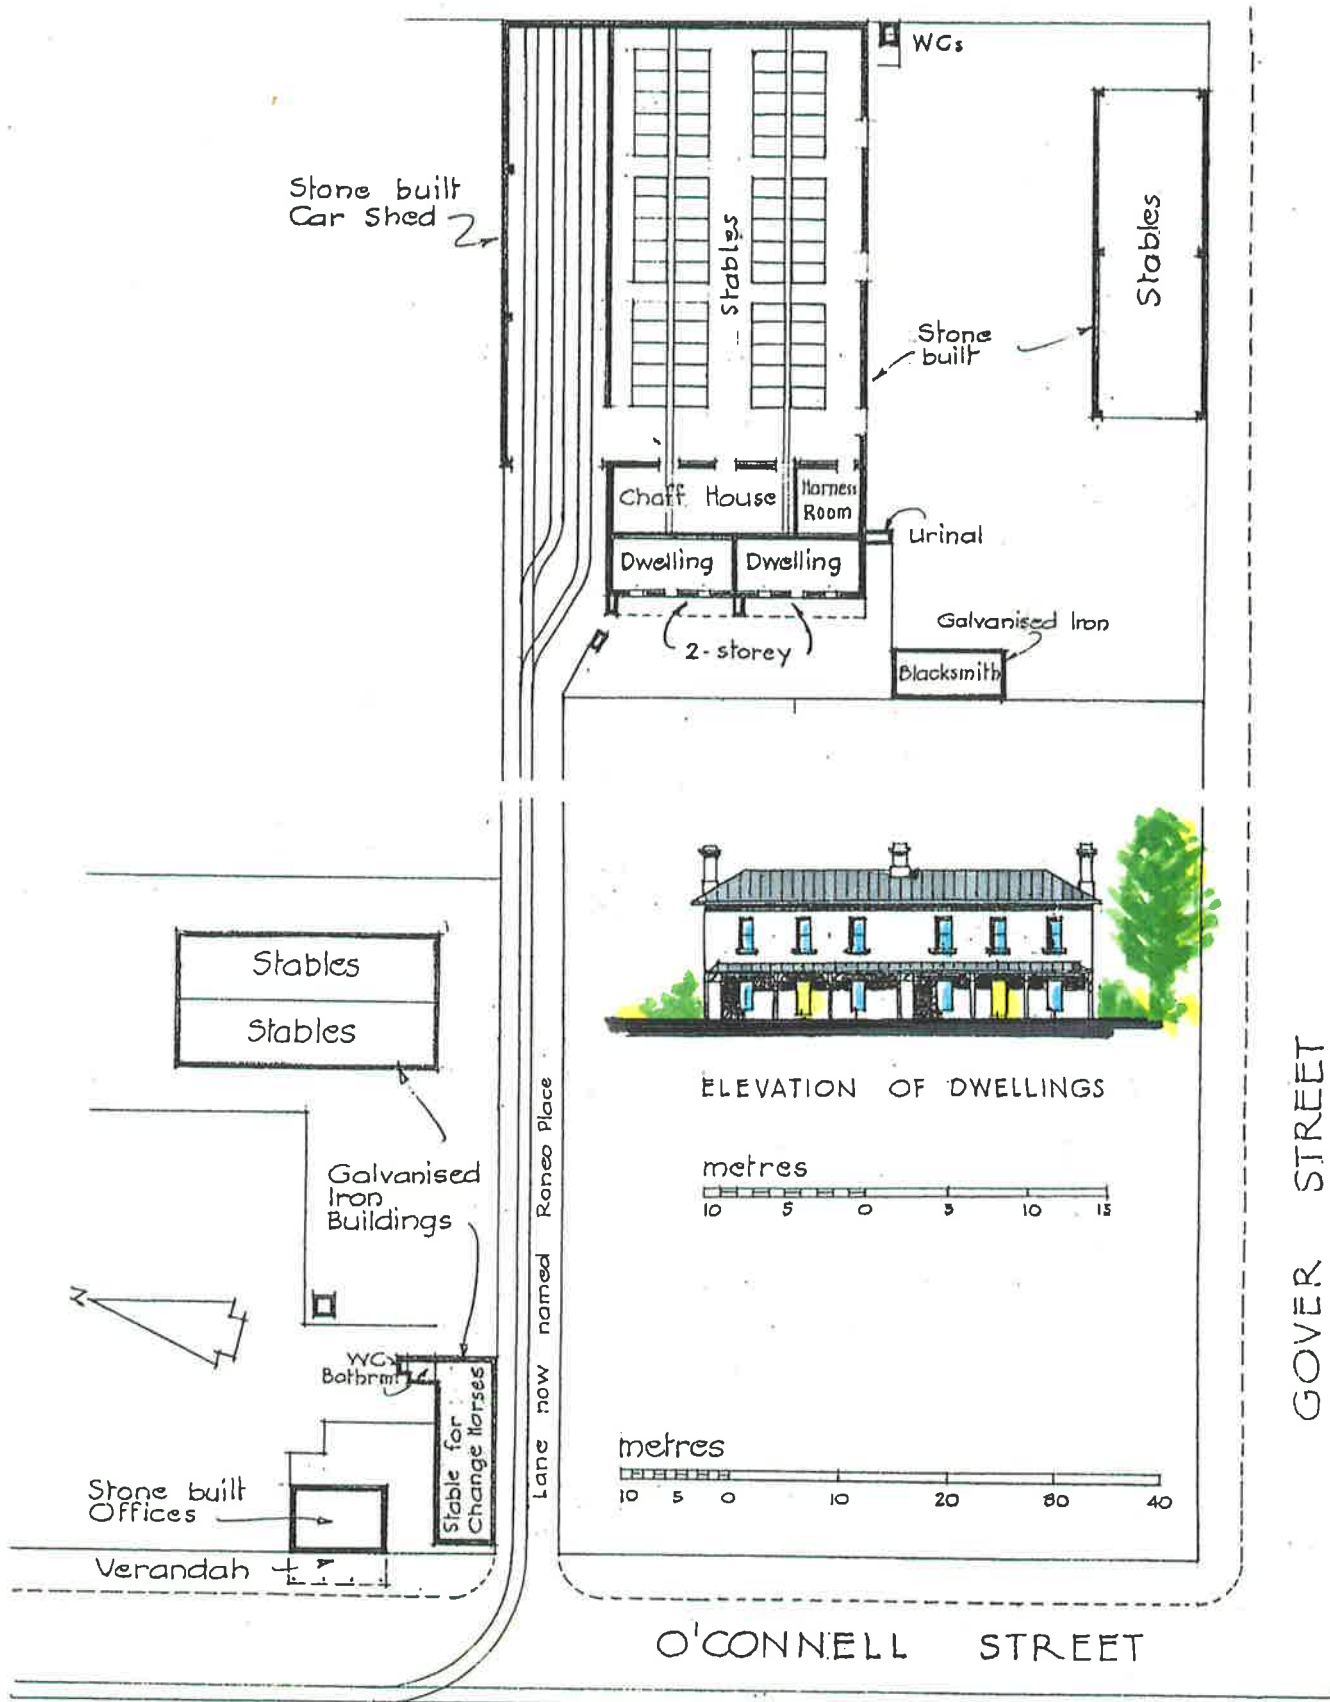 WCs
Stone built
Car Shed
Stables
Stables
Stone
built
Chaff House
Harness
Room
Urinal
Dwelling
Dwelling
2-storey
Galvanised Iron
Blacksmith
Stables
Stables
ELEVATION OF DWELLINGS
metres
10 5 0 5 10 15
Galvanised
Iron
Buildings
Lane now named Roneo Place
GOVER STREET
N
WC
Bathrm
Stable for
Change Horses
metres
10 5 0 10 20 30 40
Stone built
Offices
Verandah
O'CONNELL STREET